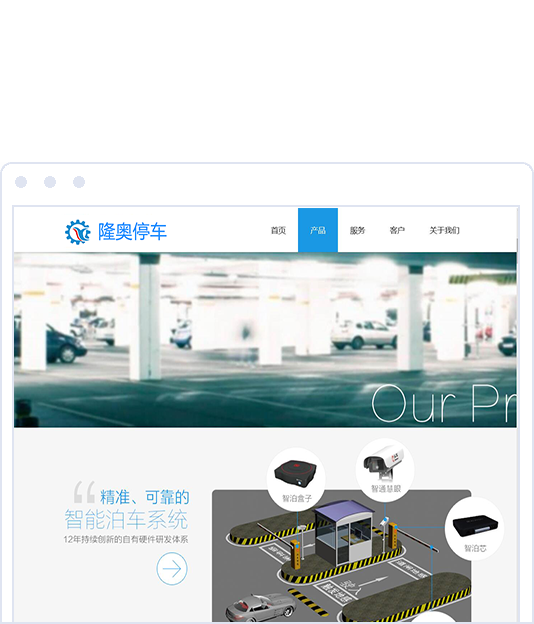 隆奥停车
首页 产品 服务 客户 关于我们
Our Pr
智泊盒子
智通慧眼
精准、可靠的
智能泊车系统
12年持续创新的自有硬件研发体系
智泊芯